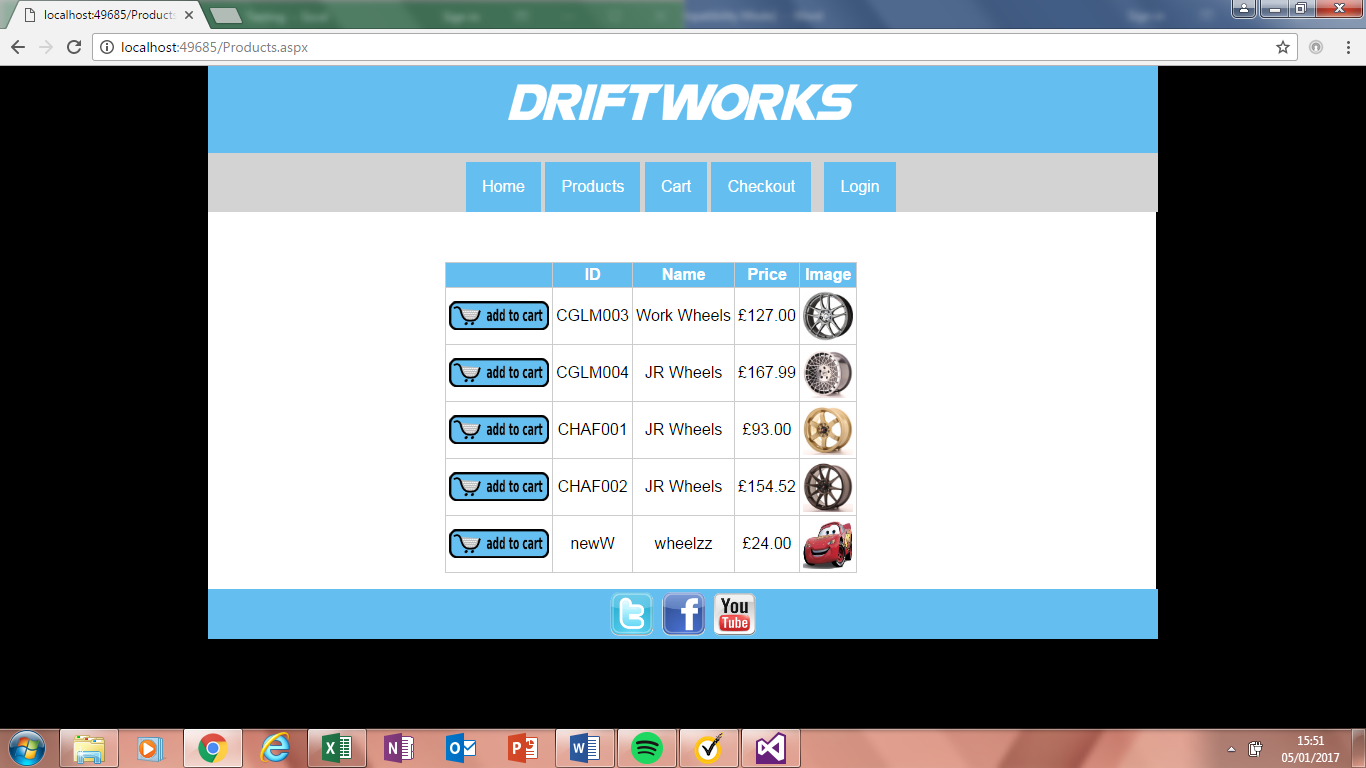 localhost:49685/Products
localhost:49685/Products.aspx
DRIFTWORKS
Home Products Cart Checkout Login
ID Name Price Image
add to cart CGLM003 Work Wheels £127.00
add to cart CGLM004 JR Wheels £167.99
add to cart CHAF001 JR Wheels £93.00
add to cart CHAF002 JR Wheels £154.52
add to cart newW wheelzz £24.00
You
Tube
15:51
05/01/2017